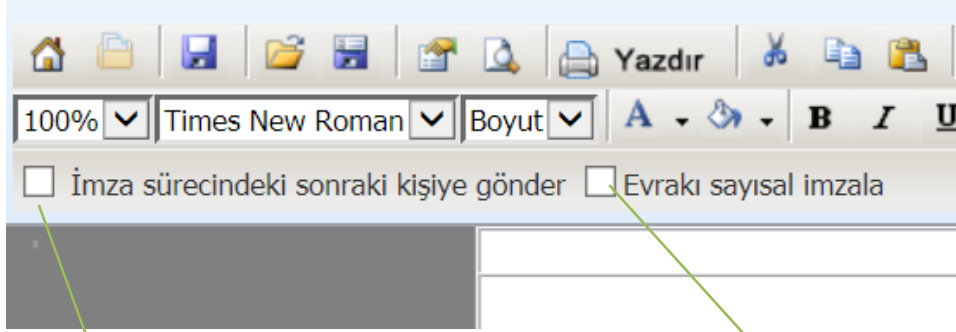 Yazdır
100% Times New Roman Boyut A B I U
İmza sürecindeki sonraki kişiye gönder Evrakı sayısal imzala